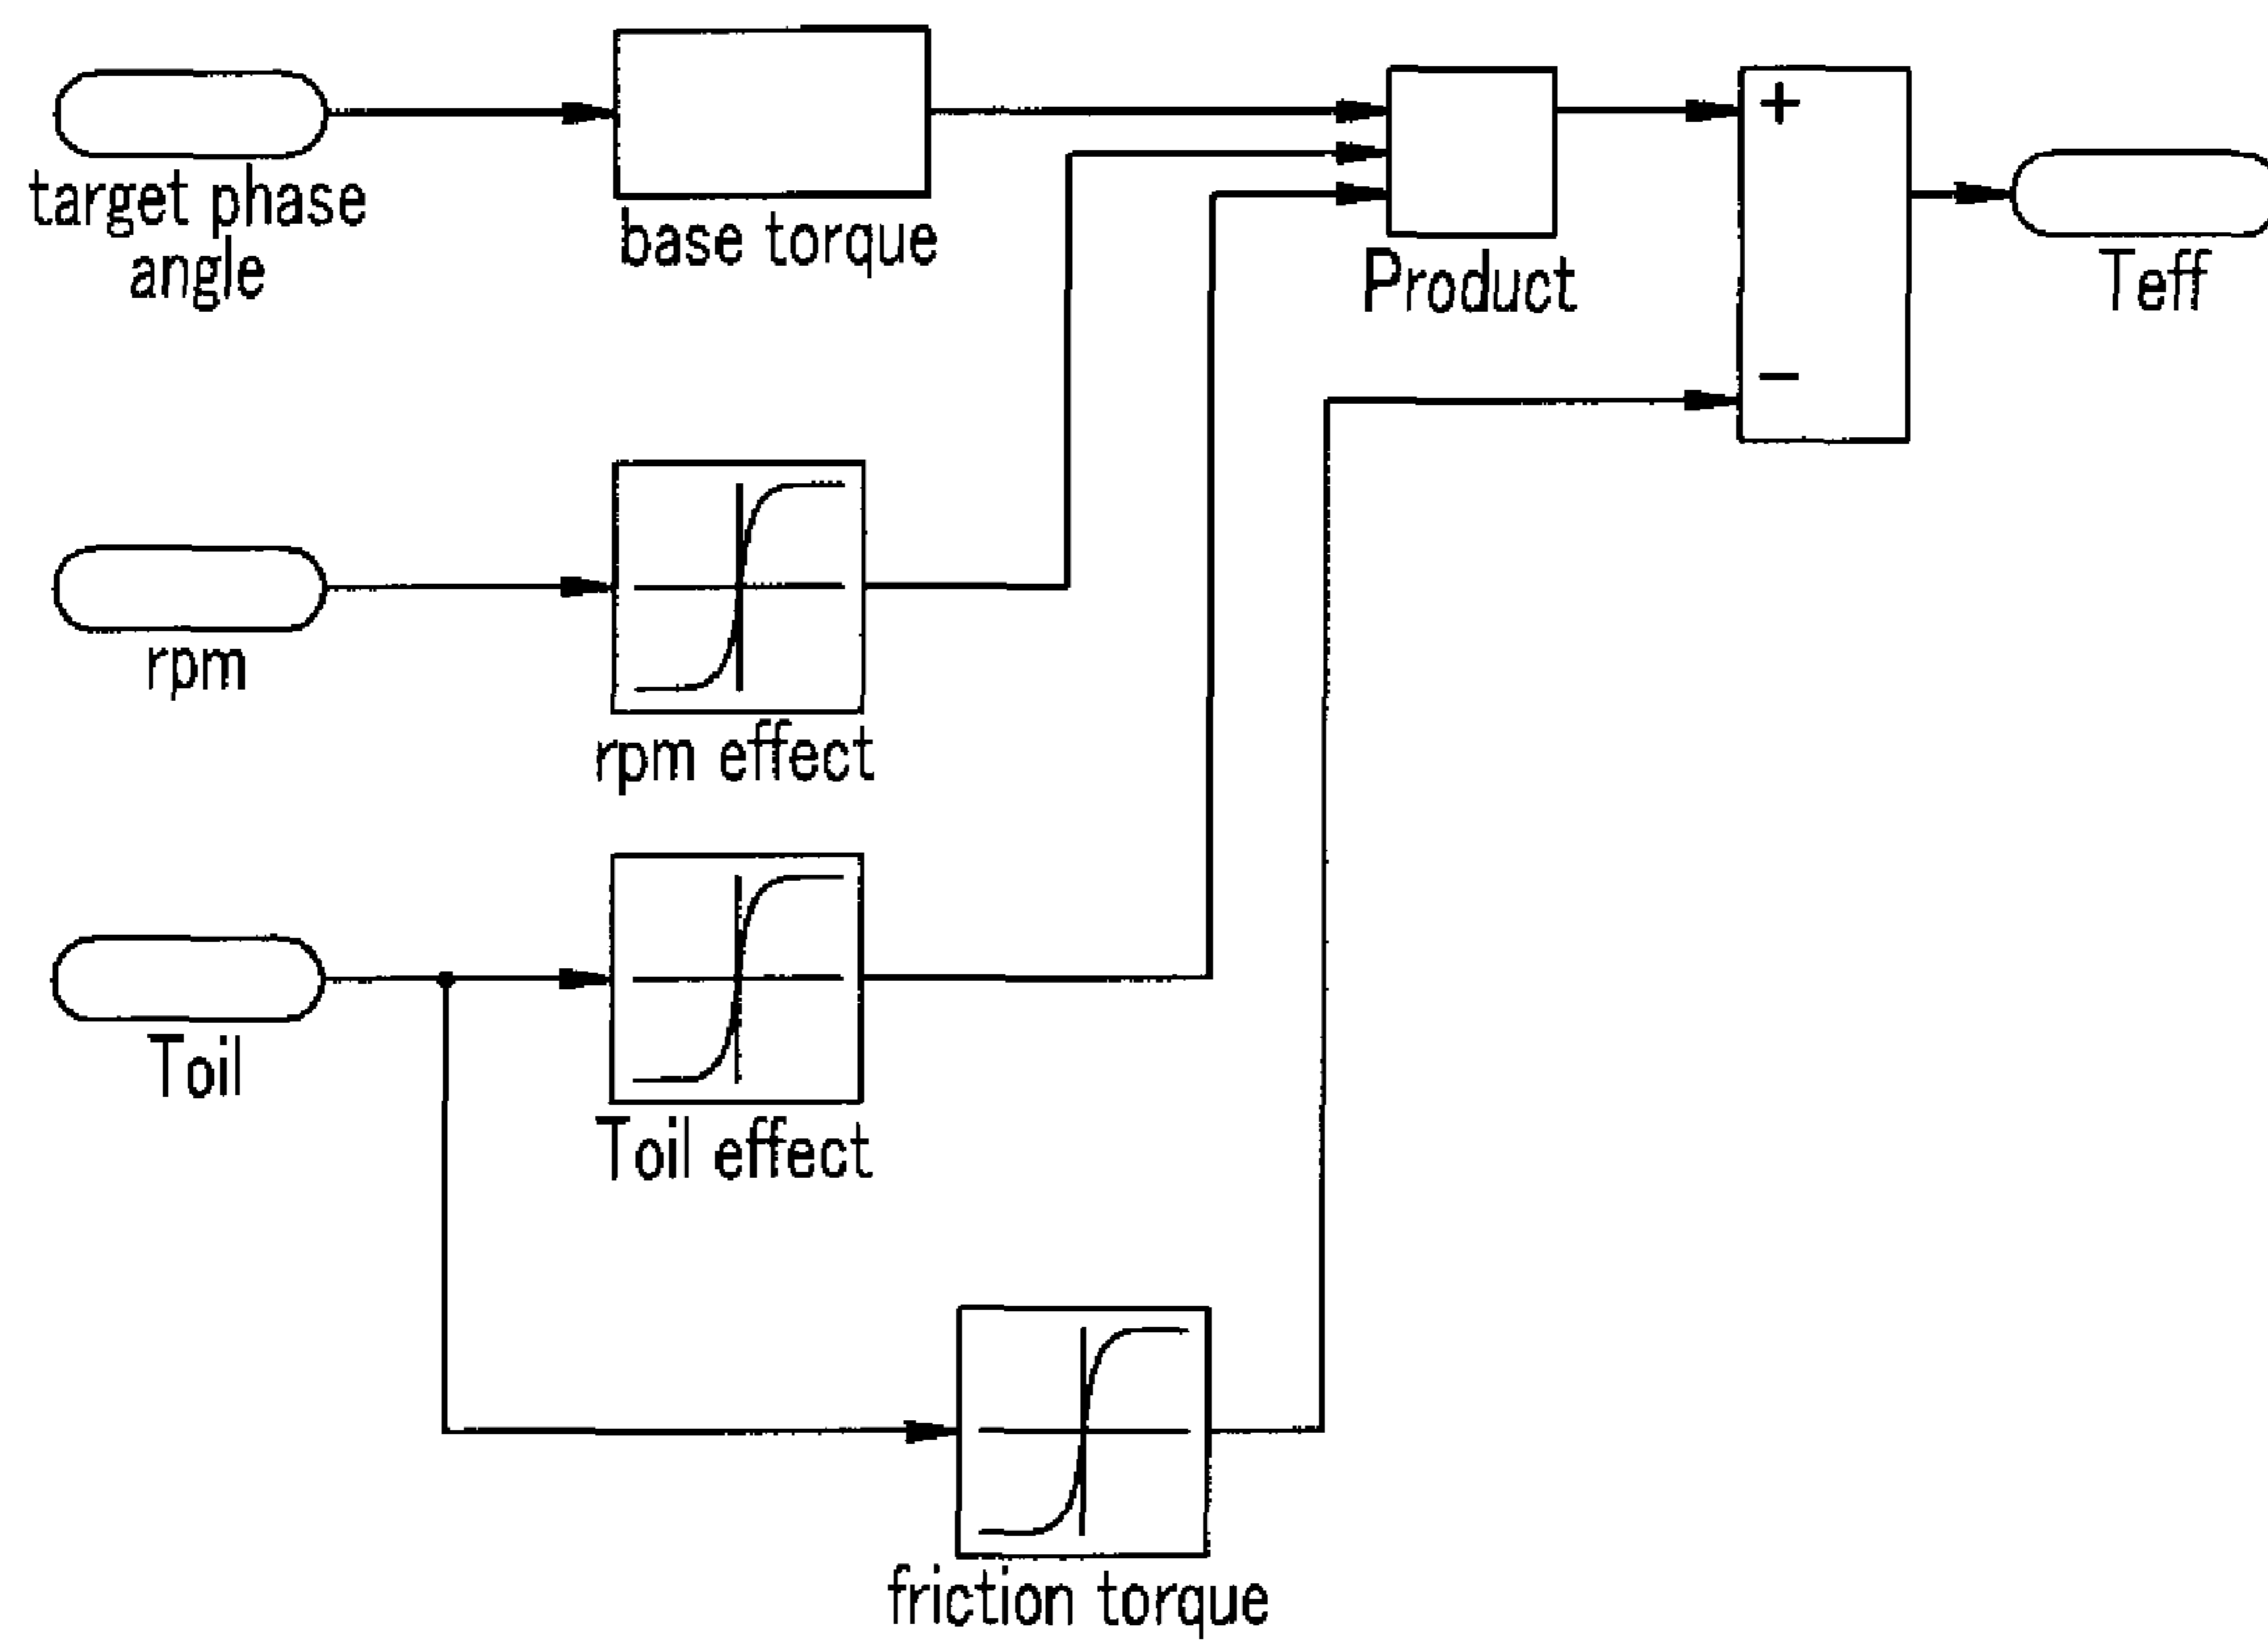 target phase
angle
base torque
Product
+
−
Teff
rpm
rpm effect
Toil
Toil effect
friction torque